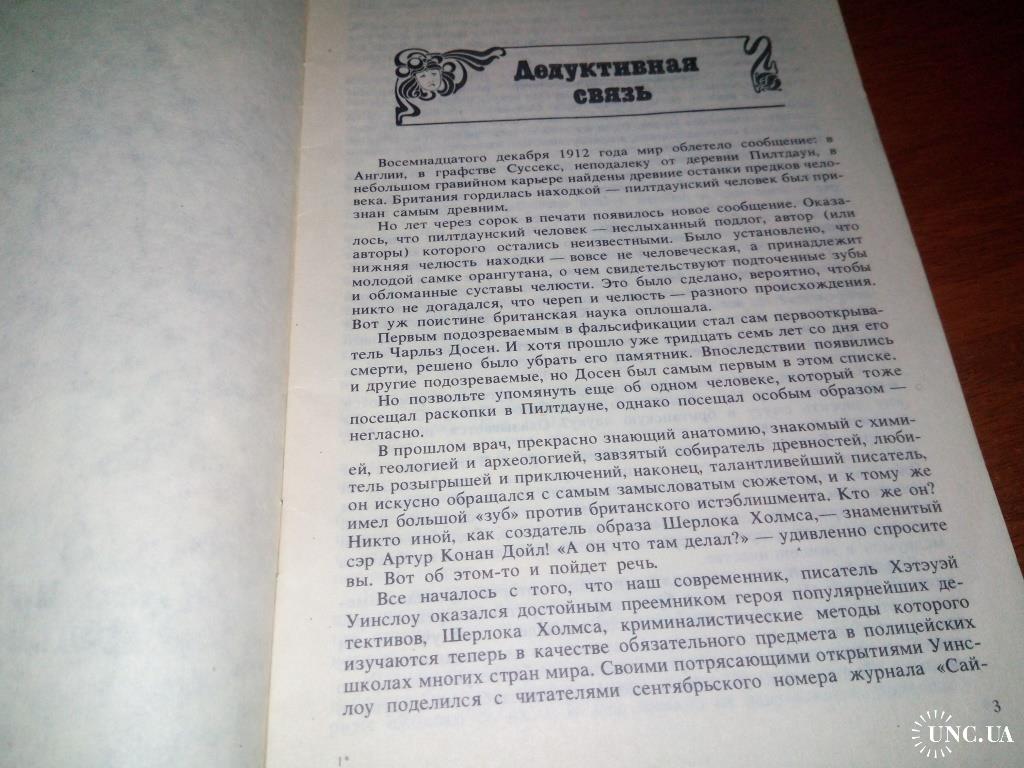 Дедуктивная
связь
Восемнадцатого декабря 1912 года мир облетело сообщение: в
Англии, в графстве Суссекс, неподалеку от деревни Пилтдаун, в
небольшом гравийном карьере найдены древние останки предков чело-
века. Британия гордилась находкой — пилтдаунский человек был при-
знан самым древним.
Но лет через сорок в печати появилось новое сообщение. Оказа-
лось, что пилтдаунский человек — неслыханный подлог, автор (или
авторы) которого остались неизвестными. Было установлено, что
нижняя челюсть находки — вовсе не человеческая, а принадлежит
молодой самке орангутана, о чем свидетельствуют подточенные зубы
и обломанные суставы челюсти. Это было сделано, вероятно, чтобы
никто не догадался, что череп и челюсть — разного происхождения.
Вот уж поистине британская наука оплошала.
Первым подозреваемым в фальсификации стал сам первооткрыва-
тель Чарльз Досен. И хотя прошло уже тридцать семь лет со дня его
смерти, решено было убрать его памятник. Впоследствии появились
и другие подозреваемые, но Досен был самым первым в этом списке.
Но позвольте упомянуть еще об одном человеке, который тоже
посещал раскопки в Пилтдауне, однако посещал особым образом —
негласно.
В прошлом врач, прекрасно знающий анатомию, знакомый с хими-
ей, геологией и археологией, завзятый собиратель древностей, люби-
тель розыгрышей и приключений, наконец, талантливейший писатель,
он искусно обращался с самым замысловатым сюжетом, и к тому же
имел большой «зуб» против британского истэблишмента. Кто же он?
Никто иной, как создатель образа Шерлока Холмса,— знаменитый
сэр Артур Конан Дойл! «А он что там делал?» — удивленно спросите
вы. Вот об этом-то и пойдет речь.
Все началось с того, что наш современник, писатель Хэтэуэй
Уинслоу оказался достойным преемником героя популярнейших де-
тективов, Шерлока Холмса, криминалистические методы которого
изучаются теперь в качестве обязательного предмета в полицейских
школах многих стран мира. Своими потрясающими открытиями Уинс-
лоу поделился с читателями сентябрьского номера журнала «Сай-
3
1*
UNC.UA